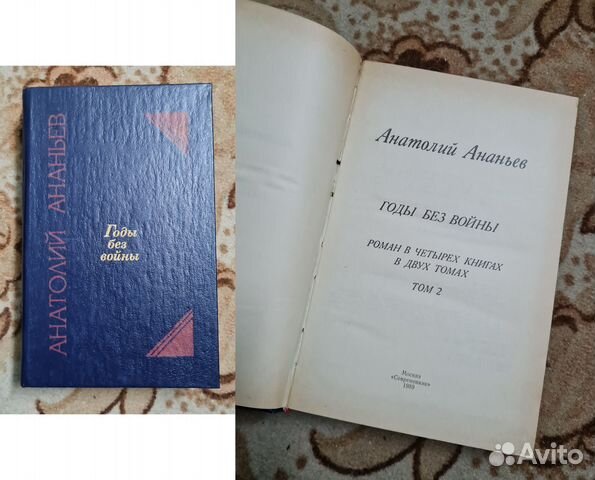 АНАТОЛИЙ АНАНЬЕВ
Годы
без
войны
Анатолий Ананьев
ГОДЫ БЕЗ ВОЙНЫ
РОМАН В ЧЕТЫРЕХ КНИГАХ
В ДВУХ ТОМАХ
ТОМ 2
Москва
«Современник»
1989
Avito